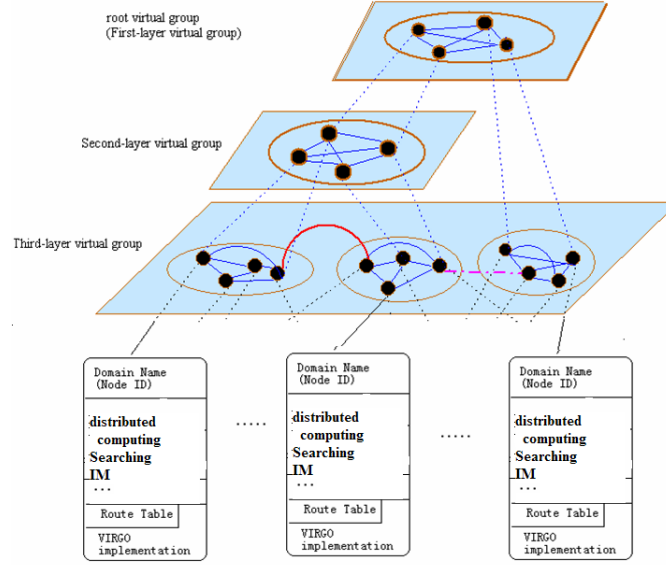 root virtual group
(First-layer virtual group)
Second-layer virtual group
Third-layer virtual group
Domain Name
(Node ID)
distributed
computing
Searching
IM
...
Route Table
VIRGO
implementation
.....
Domain Name
(Node ID)
distributed
computing
Searching
IM
...
Route Table
VIRGO
implementation
.....
Domain Name
(Node ID)
distributed
computing
Searching
IM
...
Route Table
VIRGO
implementation